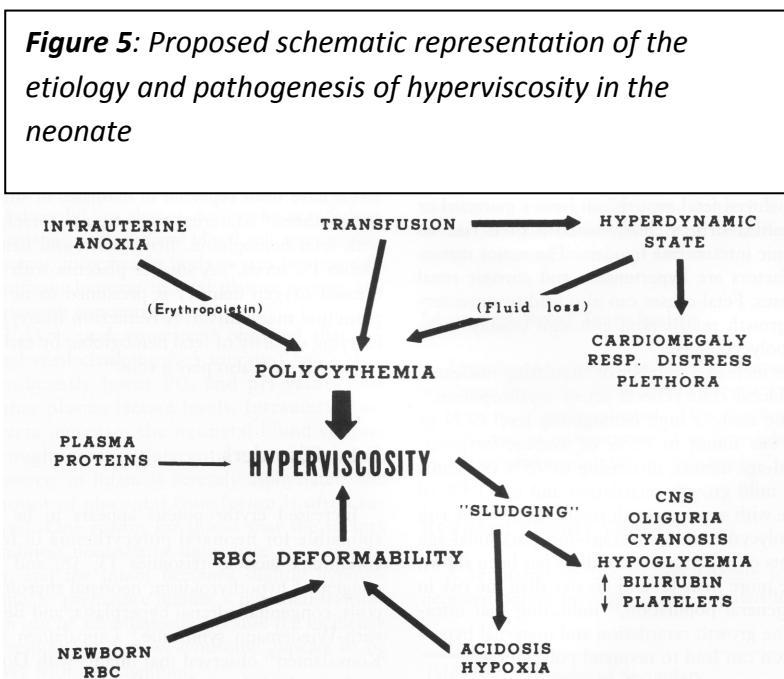 Figure 5: Proposed schematic representation of the
etiology and pathogenesis of hyperviscosity in the
neonate
INTRAUTERINE
ANOXIA
TRANSFUSION
HYPERDYNAMIC
STATE
(Erythropoietin)
(Fluid loss)
CARDIOMEGALY
RESP. DISTRESS
PLETHORA
POLYCYTHEMIA
PLASMA
PROTEINS
HYPERVISCOSITY
"SLUDGING"
CNS
OLIGURIA
CYANOSIS
HYPOGLYCEMIA
↑ BILIRUBIN
↓ PLATELETS
RBC DEFORMABILITY
NEWBORN
RBC
ACIDOSIS
HYPOXIA